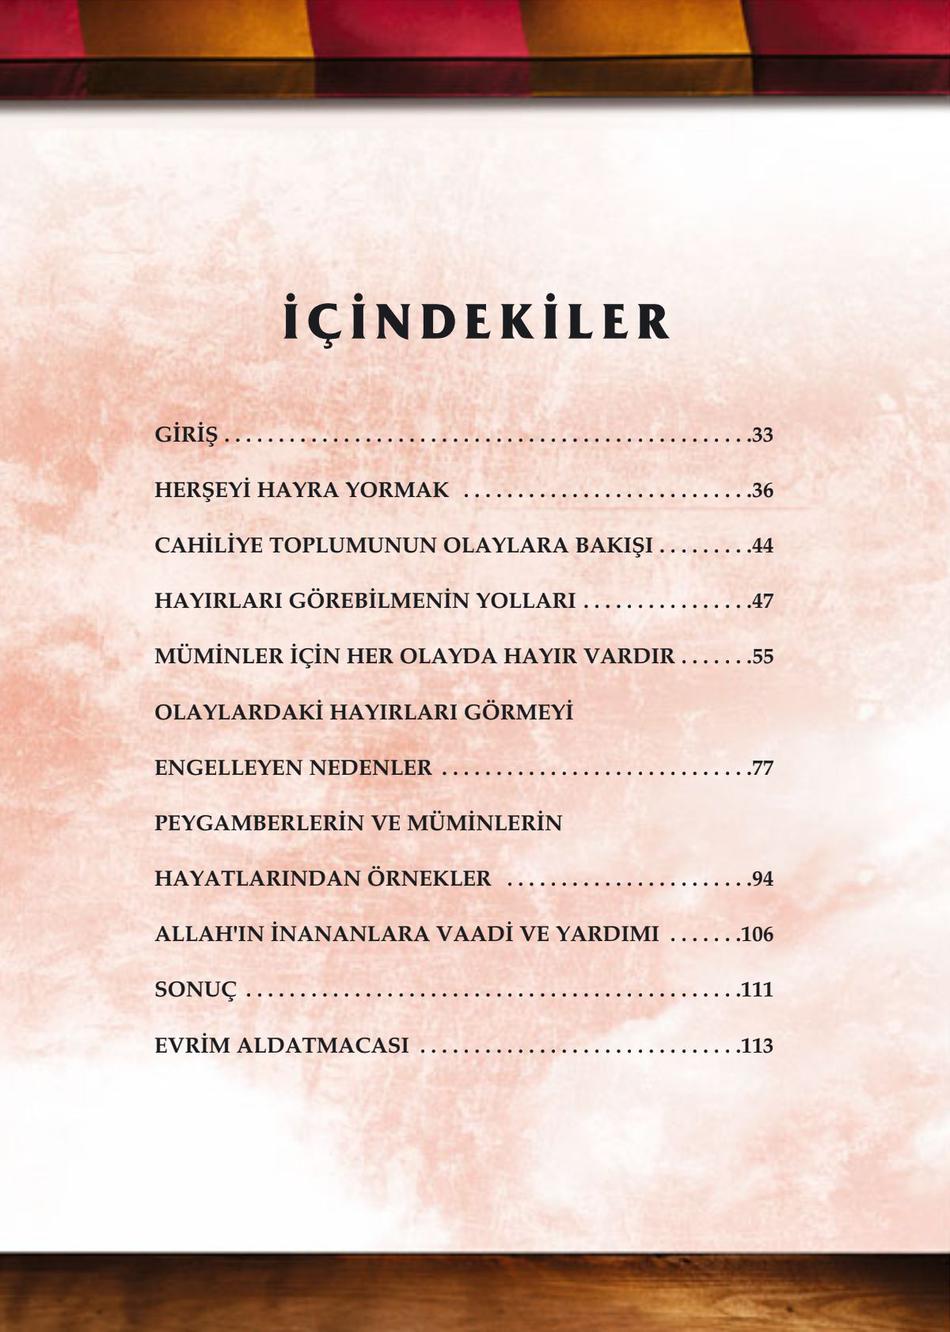 İÇİNDEKİLER
GİRİŞ . . . . . . . . . . . . . . . . . . . . . . . . . . . . . . . . . . . . . . . . . . . . . . . . .33
HERŞEYİ HAYRA YORMAK . . . . . . . . . . . . . . . . . . . . . . . . . . .36
CAHİLİYE TOPLUMUNUN OLAYLARA BAKIŞI . . . . . . . . .44
HAYIRLARI GÖREBİLMENİN YOLLARI . . . . . . . . . . . . . . . .47
MÜMİNLER İÇİN HER OLAYDA HAYIR VARDIR . . . . . . .55
OLAYLARDAKİ HAYIRLARI GÖRMEYİ
ENGELLEYEN NEDENLER . . . . . . . . . . . . . . . . . . . . . . . . . . . . .77
PEYGAMBERLERİN VE MÜMİNLERİN
HAYATLARINDAN ÖRNEKLER . . . . . . . . . . . . . . . . . . . . . . .94
ALLAH'IN İNANANLARA VAADİ VE YARDIMI . . . . . . .106
SONUÇ . . . . . . . . . . . . . . . . . . . . . . . . . . . . . . . . . . . . . . . . . . . . . .111
EVRİM ALDATMACASI . . . . . . . . . . . . . . . . . . . . . . . . . . . . . .113